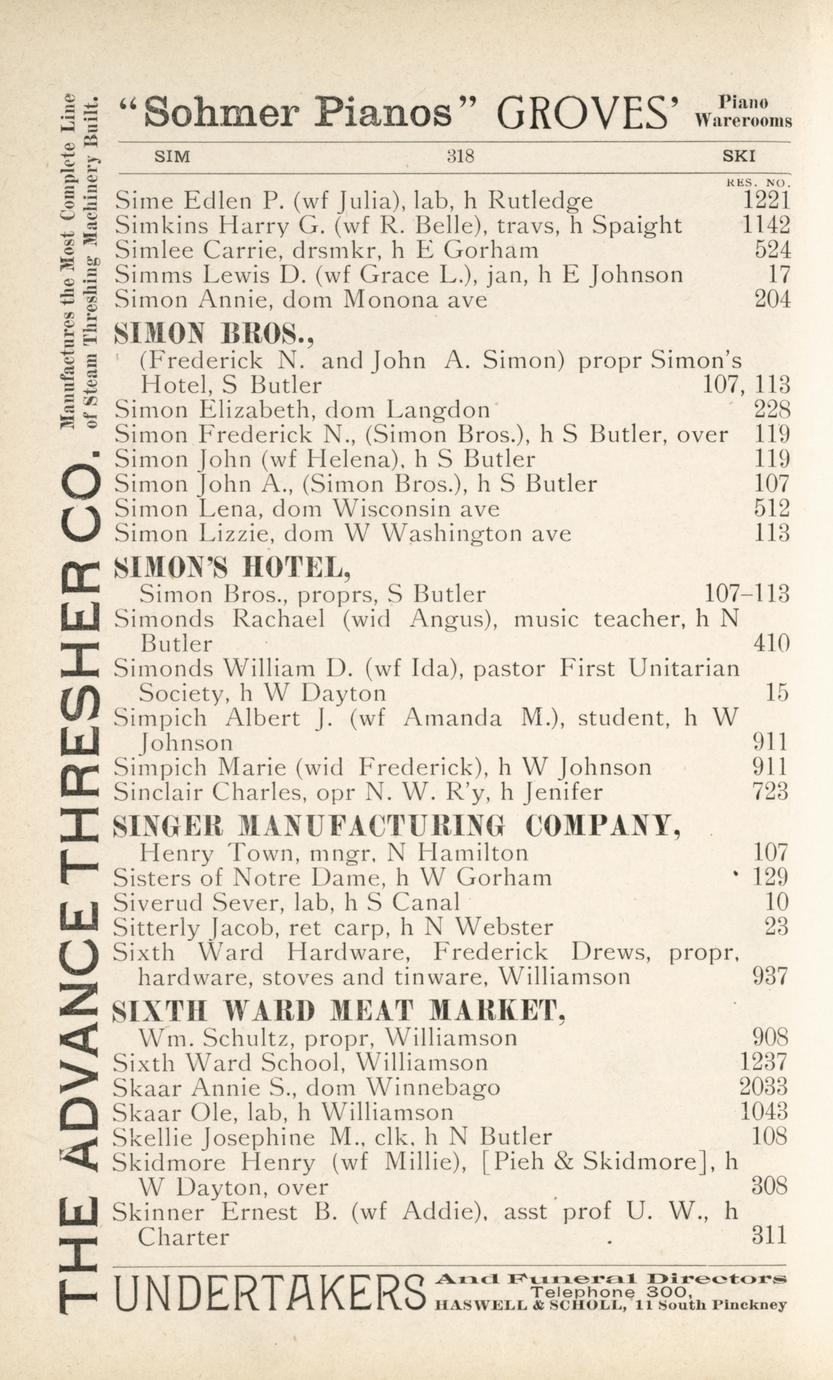 "Sohmer Pianos" GROVES' Piano Warerooms
SIM 318 SKI
RES. NO.
Sime Edlen P. (wf Julia), lab, h Rutledge 1221
Simkins Harry G. (wf R. Belle), travs, h Spaight 1142
Simlee Carrie, drsmkr, h E Gorham 524
Simms Lewis D. (wf Grace L.), jan, h E Johnson 17
Simon Annie, dom Monona ave 204
SIMON BROS.,
(Frederick N. and John A. Simon) propr Simon's
Hotel, S Butler 107, 113
Simon Elizabeth, dom Langdon 228
Simon Frederick N., (Simon Bros.), h S Butler, over 119
Simon John (wf Helena), h S Butler 119
Simon John A., (Simon Bros.), h S Butler 107
Simon Lena, dom Wisconsin ave 512
Simon Lizzie, dom W Washington ave 113
SIMON'S HOTEL,
Simon Bros., proprs, S Butler 107-113
Simonds Rachael (wid Angus), music teacher, h N
Butler 410
Simonds William D. (wf Ida), pastor First Unitarian
Society, h W Dayton 15
Simpich Albert J. (wf Amanda M.), student, h W
Johnson 911
Simpich Marie (wid Frederick), h W Johnson 911
Sinclair Charles, opr N. W. R'y, h Jenifer 723
SINGER MANUFACTURING COMPANY,
Henry Town, mngr, N Hamilton 107
Sisters of Notre Dame, h W Gorham 129
Siverud Sever, lab, h S Canal 10
Sitterly Jacob, ret carp, h N Webster 23
Sixth Ward Hardware, Frederick Drews, propr,
hardware, stoves and tinware, Williamson 937
SIXTH WARD MEAT MARKET,
Wm. Schultz, propr, Williamson 908
Sixth Ward School, Williamson 1237
Skaar Annie S., dom Winnebago 2033
Skaar Ole, lab, h Williamson 1043
Skellie Josephine M., clk, h N Butler 108
Skidmore Henry (wf Millie), [Pieh & Skidmore], h
W Dayton, over 308
Skinner Ernest B. (wf Addie), asst prof U. W., h
Charter 311
UNDERTAKERS And Funeral Directors
Telephone 300,
HASWELL & SCHOLL, 11 South Pinckney
THE ADVANCE THRESHER CO. Manufactures the Most Complete Line
of Steam Threshing Machinery Built.